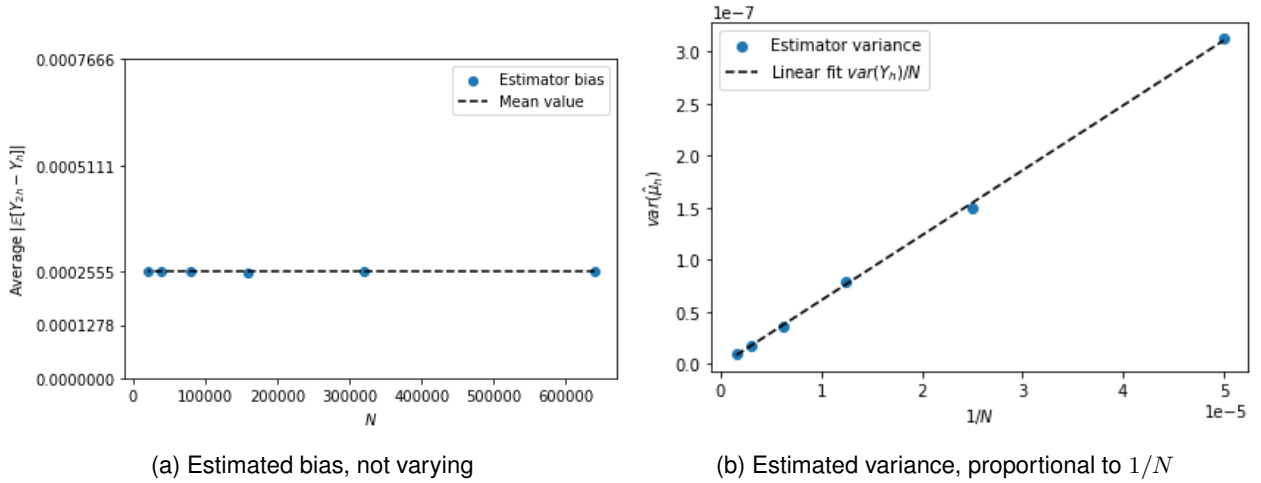 0.0007666
0.0005111
0.0002555
0.0001278
0.0000000
Average |𝔼[Y₂ₕ − Yₕ]|
Estimator bias
Mean value
0 100000 200000 300000 400000 500000 600000
N
(a) Estimated bias, not varying
1e−7
3.0
2.5
2.0
1.5
1.0
0.5
0.0
var(μ̂ₕ)
Estimator variance
Linear fit var(Yₕ)/N
0 1 2 3 4 5
1e−5
1/N
(b) Estimated variance, proportional to 1/N